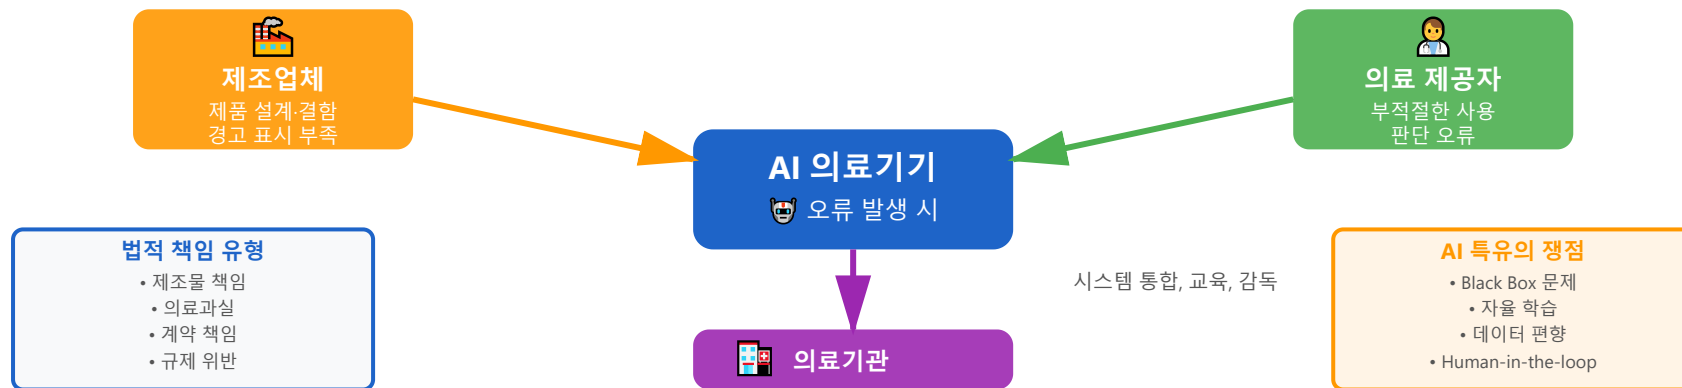 제조업체
제품 설계·결함
경고 표시 부족
의료 제공자
부적절한 사용
판단 오류
AI 의료기기
오류 발생 시
법적 책임 유형
• 제조물 책임
• 의료과실
• 계약 책임
• 규제 위반
시스템 통합, 교육, 감독
AI 특유의 쟁점
• Black Box 문제
• 자율 학습
• 데이터 편향
• Human-in-the-loop
의료기관